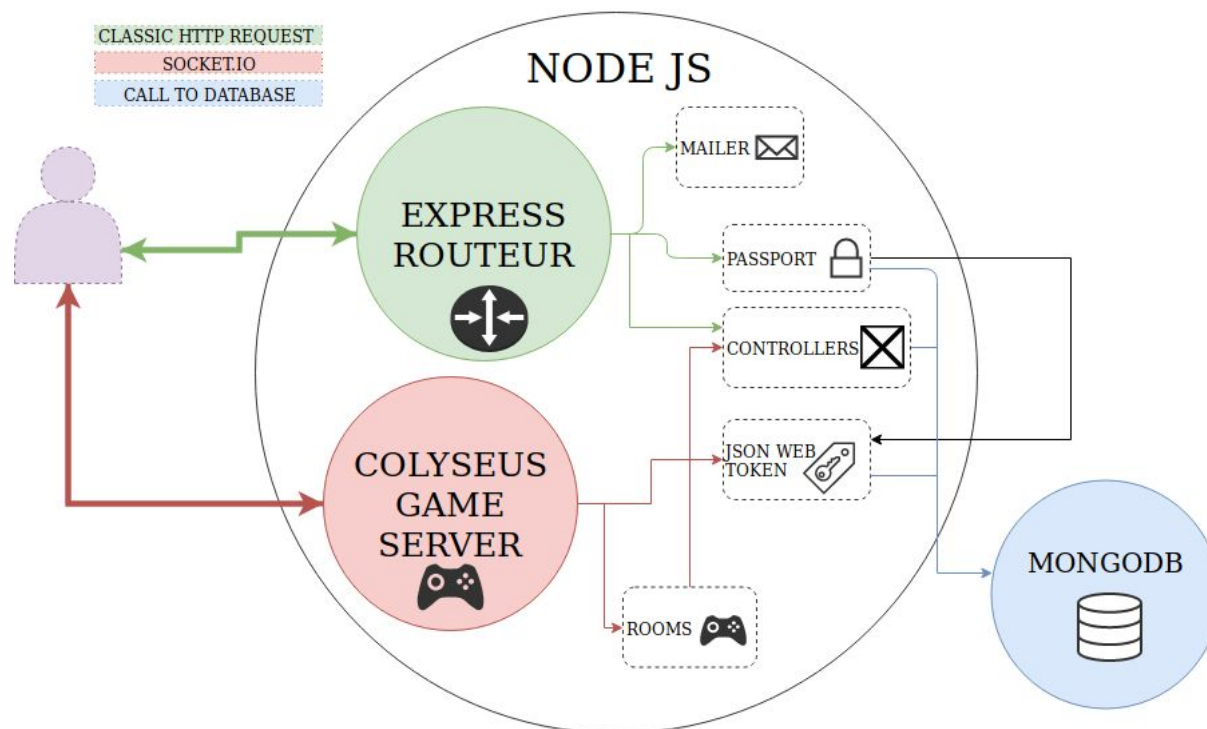 CLASSIC HTTP REQUEST
SOCKET.IO
CALL TO DATABASE
NODE JS
EXPRESS
ROUTEUR
MAILER
PASSPORT
CONTROLLERS
COLYSEUS
GAME
SERVER
JSON WEB
TOKEN
ROOMS
MONGODB